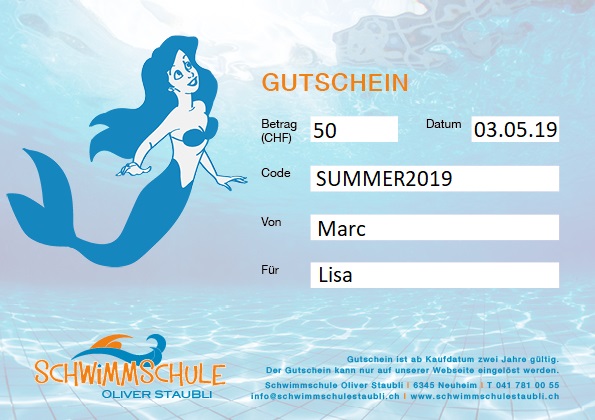 GUTSCHEIN
Betrag (CHF) 50 Datum 03.05.19
Code SUMMER2019
Von Marc
Für Lisa
SCHWiMMSCHULE
OLIVER STAUBLI
Gutschein ist ab Kaufdatum zwei Jahre gültig.
Der Gutschein kann nur auf unserer Webseite eingelöst werden.
Schwimmschule Oliver Staubli I 6345 Neuheim I T 041 781 00 55
info@schwimmschulestaubli.ch I www.schwimmschulestaubli.ch